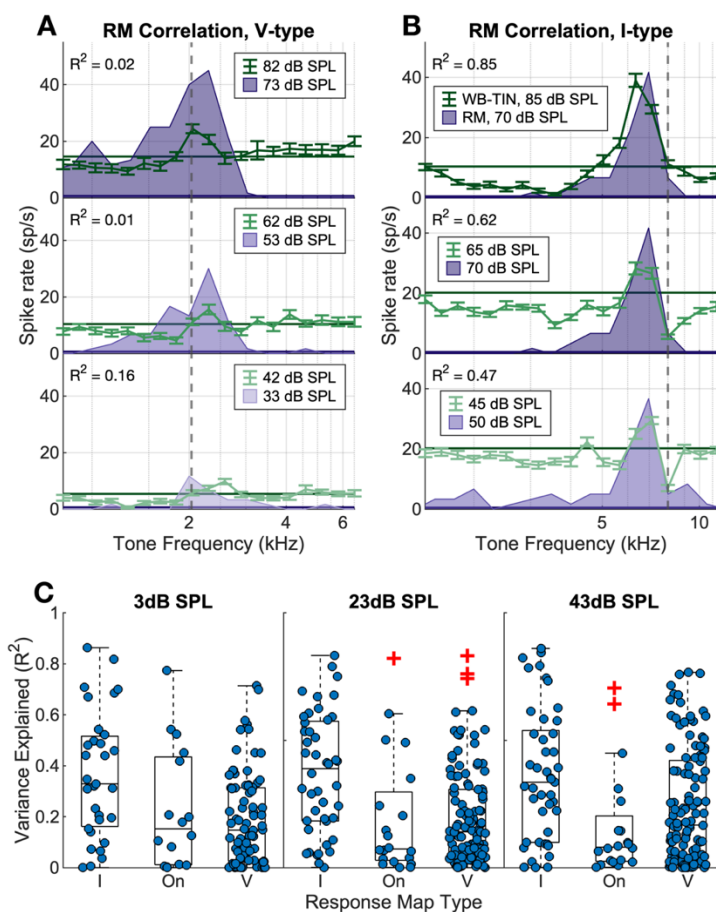 A
RM Correlation, V-type
R² = 0.02
82 dB SPL
73 dB SPL
40
20
0
R² = 0.01
62 dB SPL
53 dB SPL
40
20
0
R² = 0.16
42 dB SPL
33 dB SPL
40
20
0
2
4
6
Spike rate (sp/s)
Tone Frequency (kHz)
B
RM Correlation, I-type
R² = 0.85
WB-TIN, 85 dB SPL
RM, 70 dB SPL
40
20
0
R² = 0.62
65 dB SPL
70 dB SPL
40
20
0
R² = 0.47
45 dB SPL
50 dB SPL
40
20
0
5
10
Spike rate (sp/s)
Tone Frequency (kHz)
C
3dB SPL
23dB SPL
43dB SPL
1
0.8
0.6
0.4
0.2
0
Variance Explained (R²)
I On V
I On V
I On V
Response Map Type